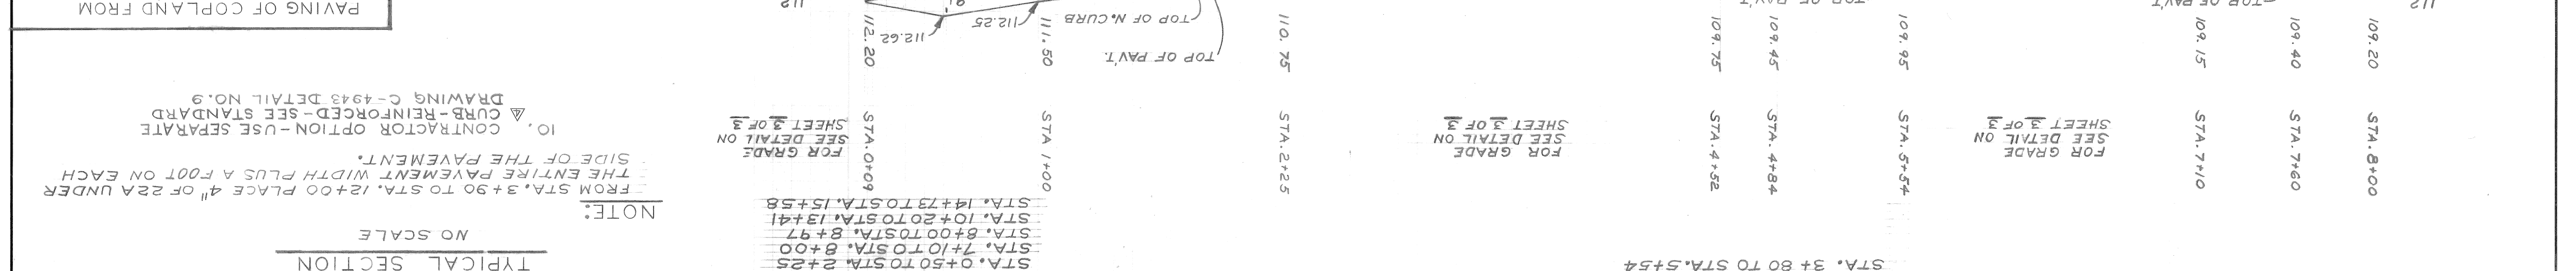 STA. 3+80 TO STA. 5+54
STA. 0+50 TO STA. 2+25
STA. 7+10 TO STA. 8+00
STA. 8+00 TO STA. 8+97
STA. 10+20 TO STA. 13+41
STA. 14+73 TO STA. 15+58
TYPICAL SECTION
NO SCALE
NOTE:
FROM STA. 3+90 TO STA. 12+00 PLACE 4" OF 22A UNDER
THE ENTIRE PAVEMENT WIDTH PLUS A FOOT ON EACH
SIDE OF THE PAVEMENT.
10. CONTRACTOR OPTION-USE SEPARATE
CURB-REINFORCED-SEE STANDARD
DRAWING C-4943 DETAIL NO.9
STA. 8+00
STA. 7+60
STA. 7+10
FOR GRADE
SEE DETAIL ON
SHEET 3 OF 3
STA. 5+54
STA. 4+84
STA. 4+52
FOR GRADE
SEE DETAIL ON
SHEET 3 OF 3
STA. 2+25
STA 1+00
STA. 0+09
FOR GRADE
SEE DETAIL ON
SHEET 3 OF 3
109.20
109.40
109.15
109.95
109.45
109.75
110.75
111.50
112.20
TOP OF PAV'T.
TOP OF N. CURB
112.25
112.62
112
TOP OF PAV'T
TOP OF PAV'T
112
PAVING OF COPLAND FROM